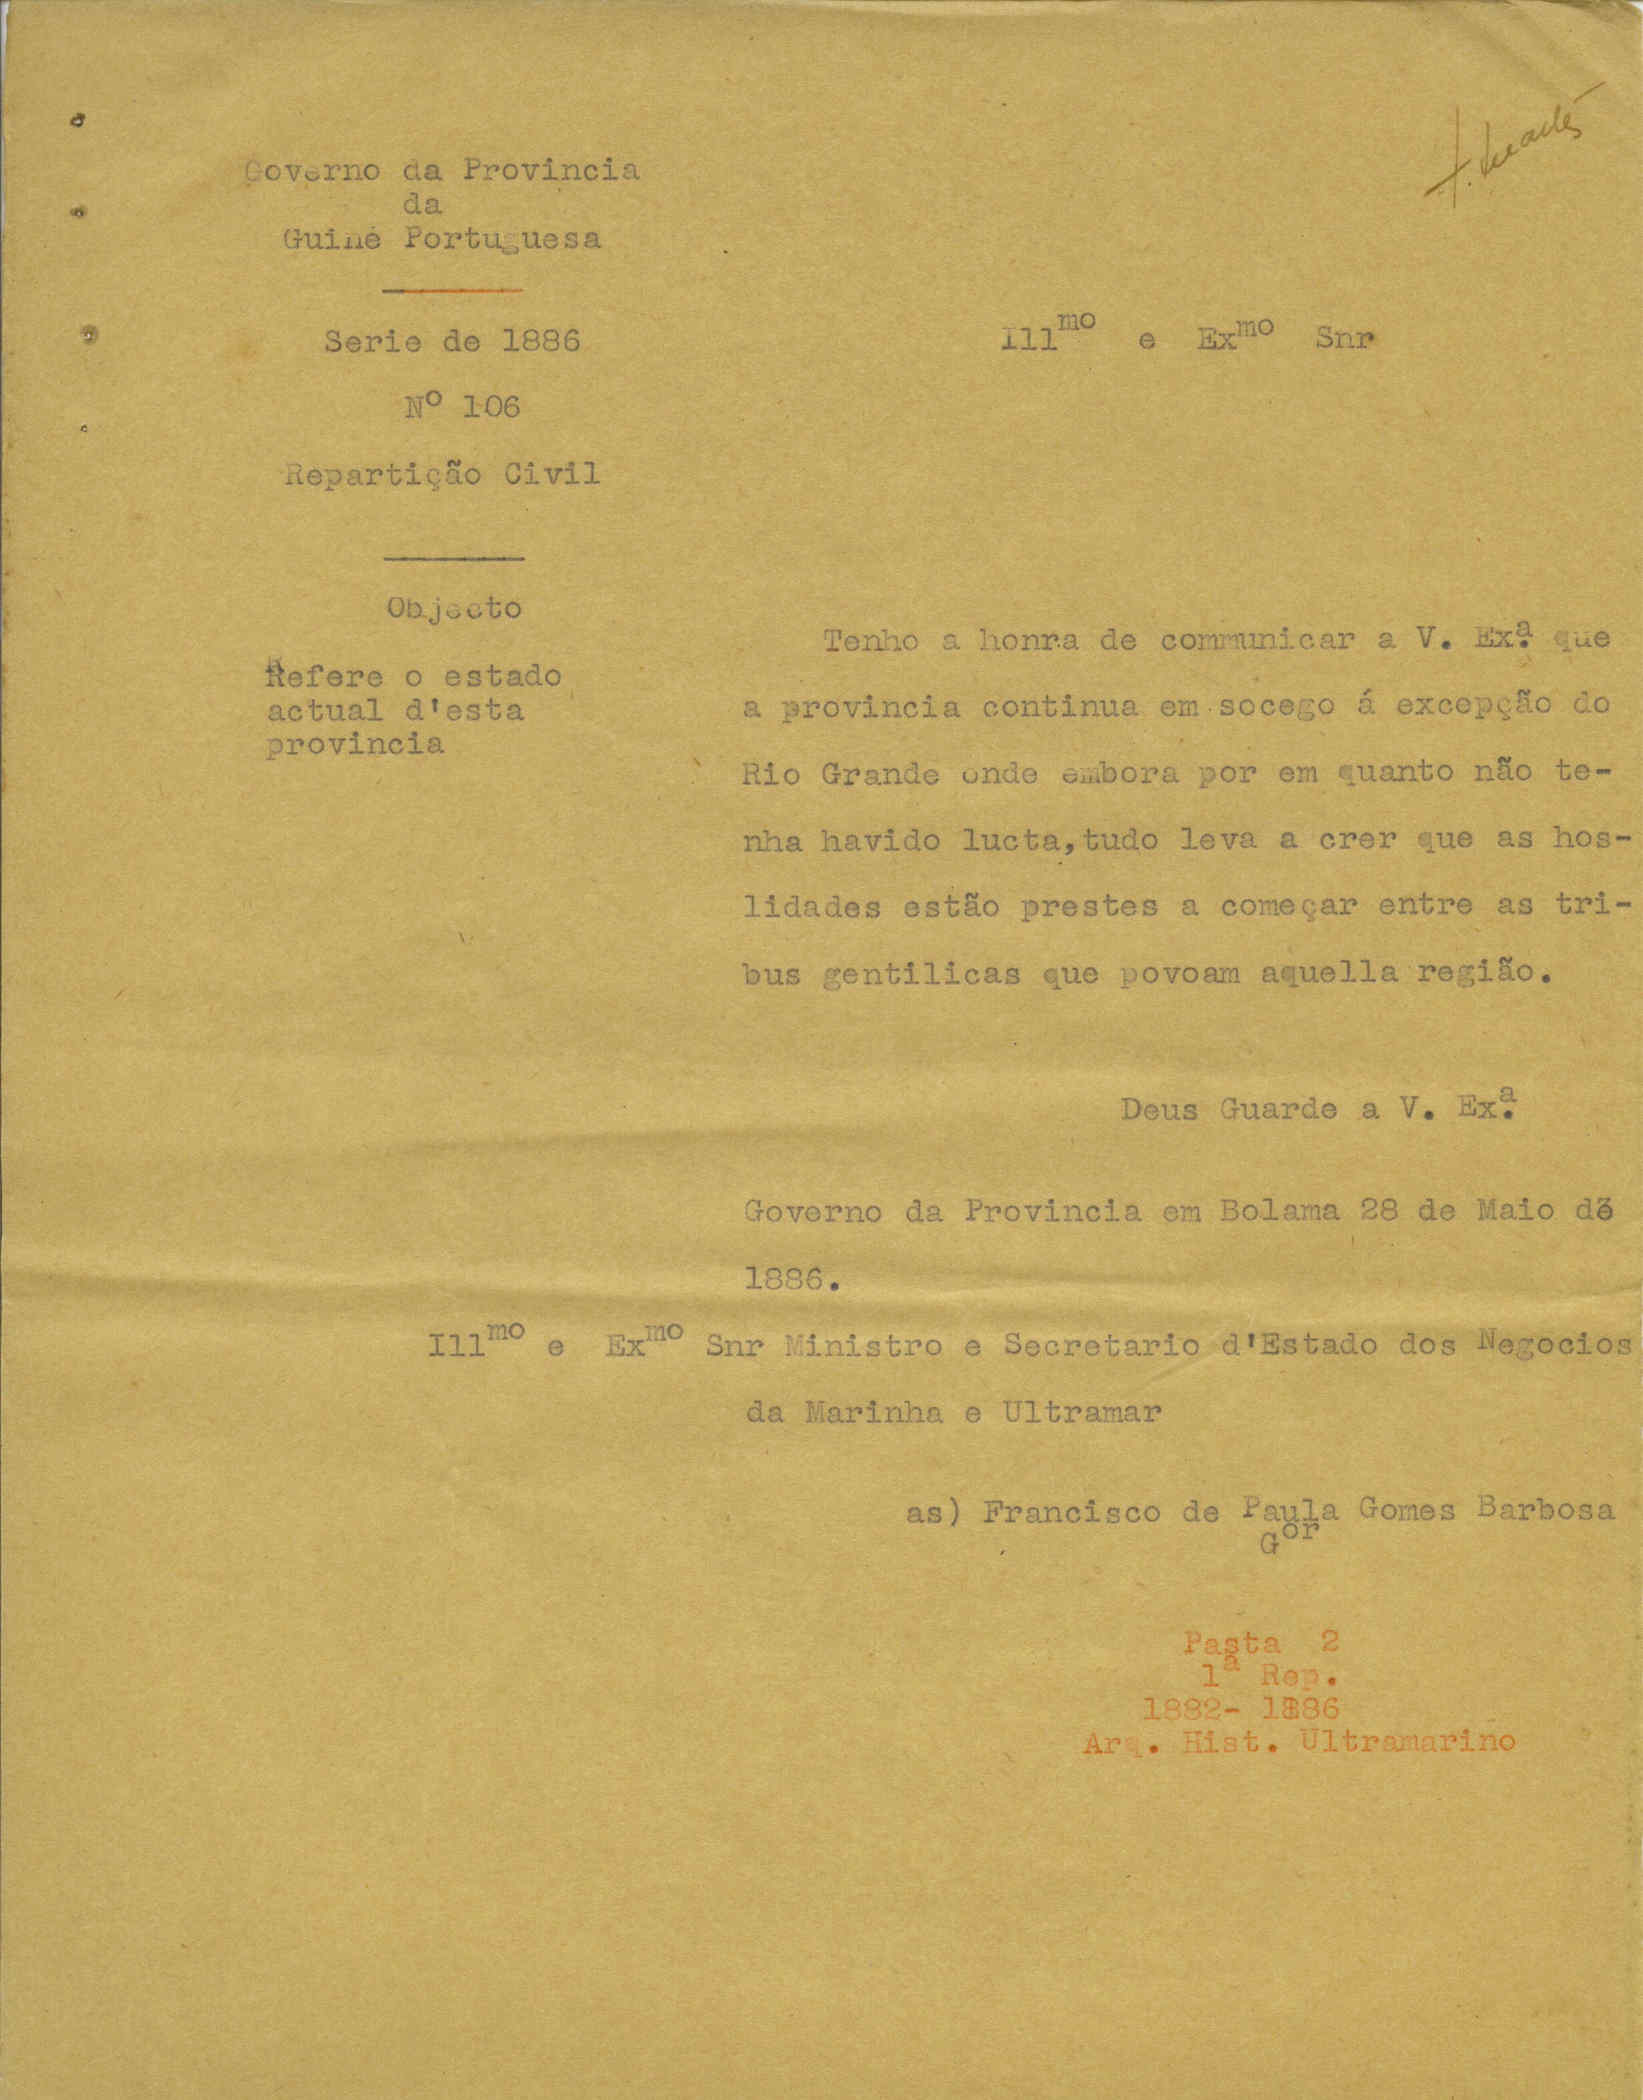 Governo da Provincia
da
Guiné Portuguesa
Serie de 1886
Nº 106
Repartição Civil
Objecto
Refere o estado
actual d'esta
provincia
Illᵐᵒ e Exᵐᵒ Snr
Tenho a honra de communicar a V. Exª. que
a provincia continua em socego á excepção do
Rio Grande onde embora por em quanto não te-
nha havido lucta,tudo leva a crer que as hos-
lidades estão prestes a começar entre as tri-
bus gentilicas que povoam aquella região.
Deus Guarde a V. Exª.
Governo da Provincia em Bolama 28 de Maio de
1886.
Illᵐᵒ e Exᵐᵒ Snr Ministro e Secretario d'Estado dos Negocios
da Marinha e Ultramar
as) Francisco de Paula Gomes Barbosa
Gᵒʳ
Pasta 2
1ª Rep.
1882- 1886
Arq. Hist. Ultramarino